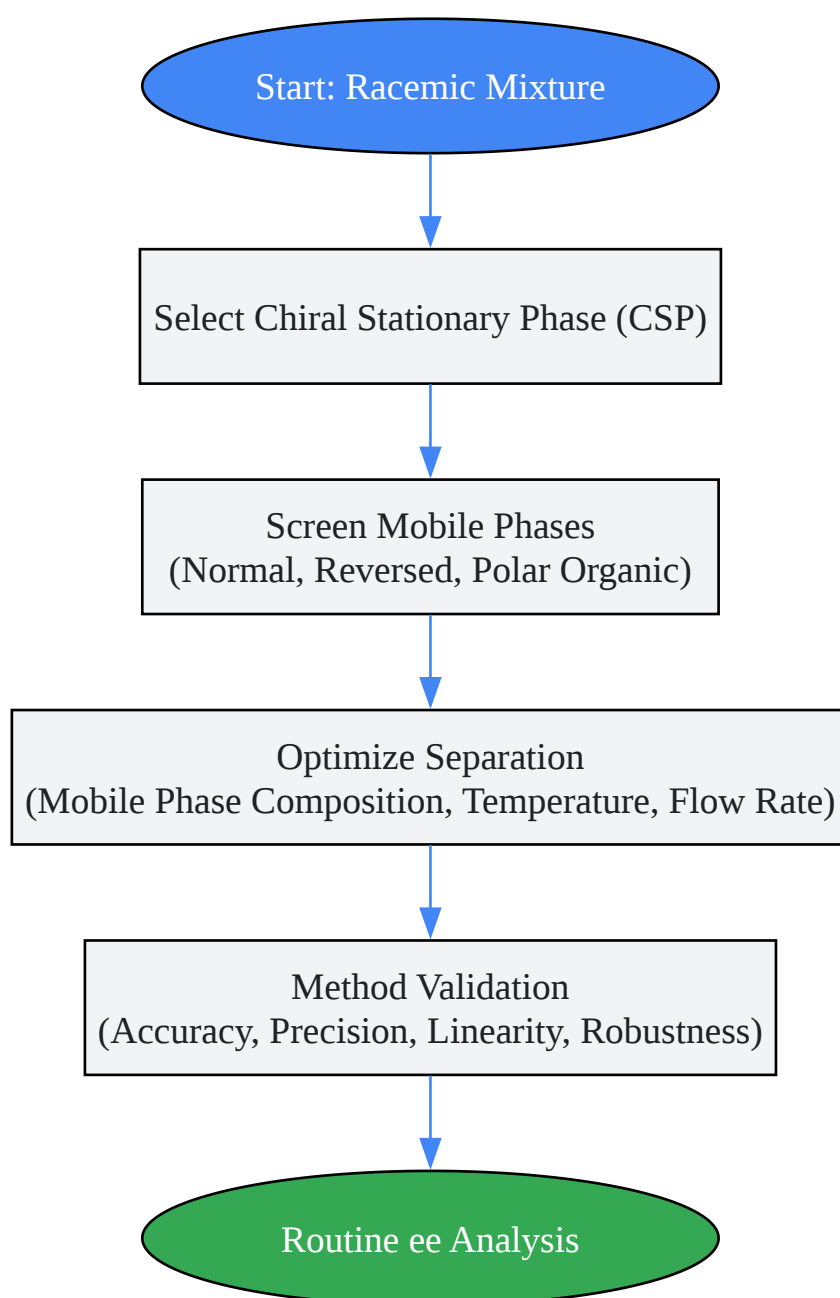 Start: Racemic Mixture
Select Chiral Stationary Phase (CSP)
Screen Mobile Phases
(Normal, Reversed, Polar Organic)
Optimize Separation
(Mobile Phase Composition, Temperature, Flow Rate)
Method Validation
(Accuracy, Precision, Linearity, Robustness)
Routine ee Analysis